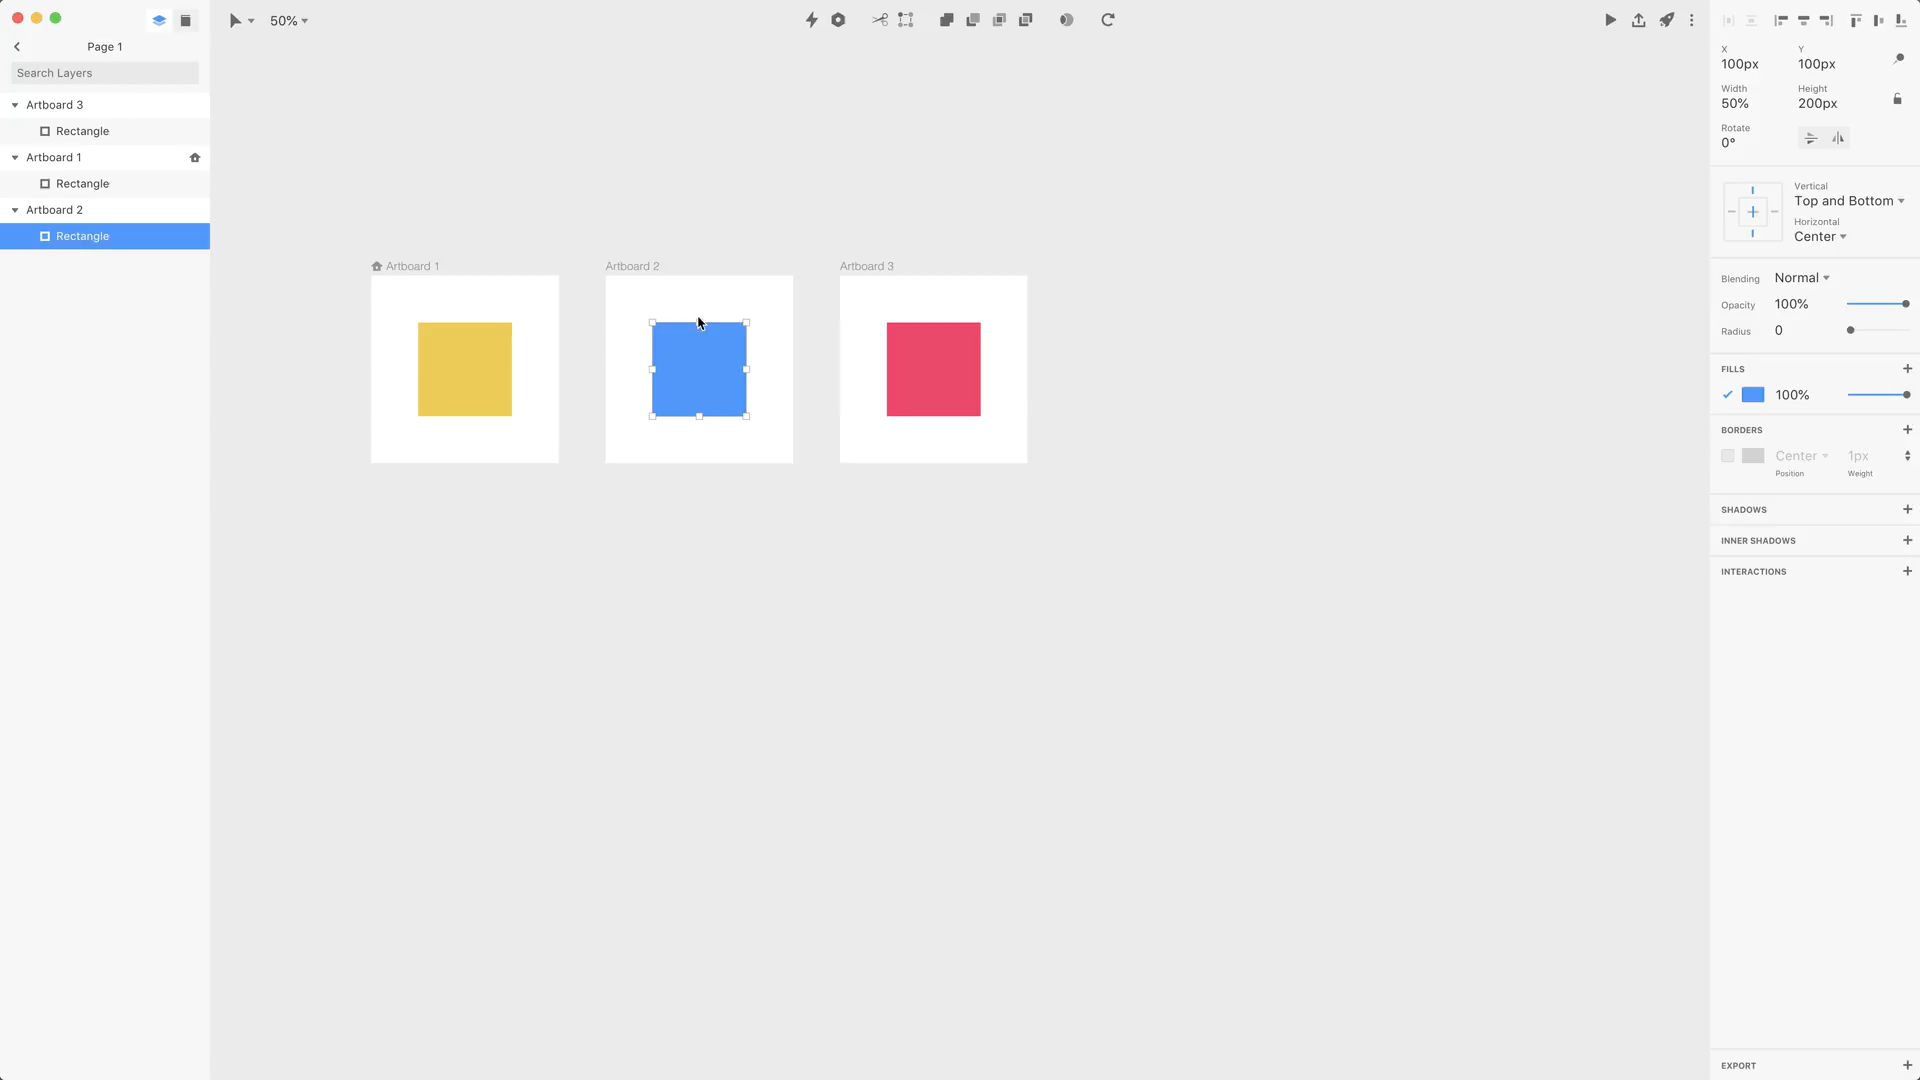 50%
Page 1
Search Layers
Artboard 3
Rectangle
Artboard 1
Rectangle
Artboard 2
Rectangle
Artboard 1
Artboard 2
Artboard 3
X Y
100px 100px
Width Height
50% 200px
Rotate
0°
Vertical
Top and Bottom
Horizontal
Center
Blending Normal
Opacity 100%
Radius 0
FILLS
100%
BORDERS
Center 1px
Position Weight
SHADOWS
INNER SHADOWS
INTERACTIONS
EXPORT